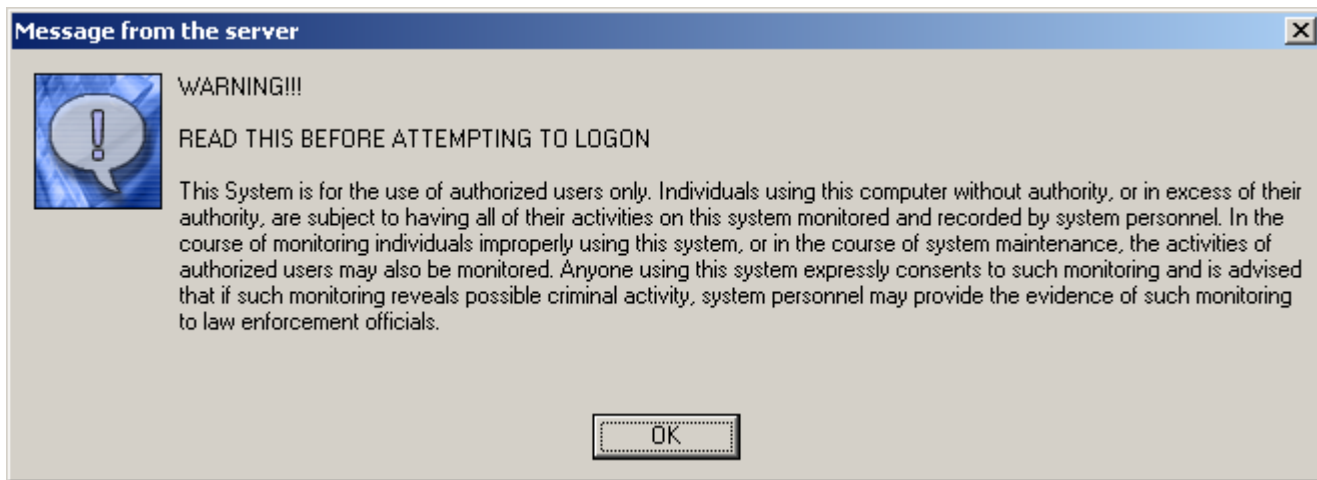 Message from the server
WARNING!!!
READ THIS BEFORE ATTEMPTING TO LOGON
This System is for the use of authorized users only. Individuals using this computer without authority, or in excess of their
authority, are subject to having all of their activities on this system monitored and recorded by system personnel. In the
course of monitoring individuals improperly using this system, or in the course of system maintenance, the activities of
authorized users may also be monitored. Anyone using this system expressly consents to such monitoring and is advised
that if such monitoring reveals possible criminal activity, system personnel may provide the evidence of such monitoring
to law enforcement officials.
OK